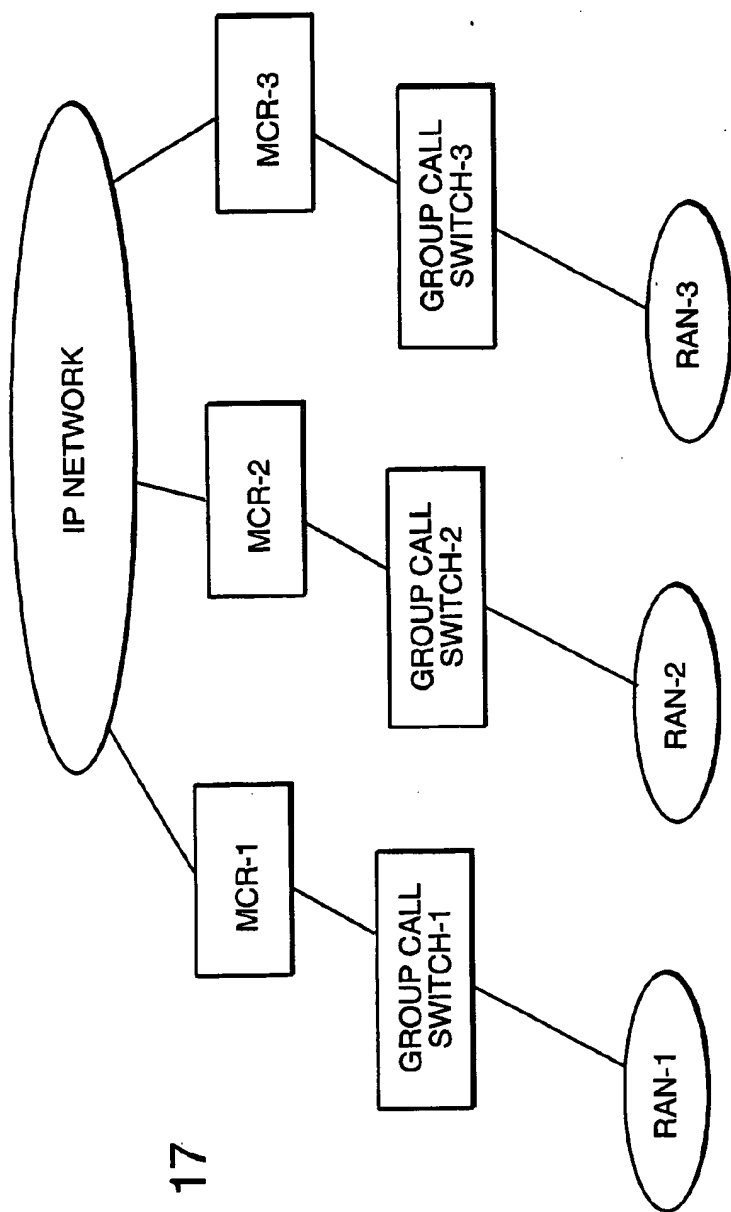 IP NETWORK
MCR-1
MCR-2
MCR-3
GROUP CALL
SWITCH-1
GROUP CALL
SWITCH-2
GROUP CALL
SWITCH-3
RAN-1
RAN-2
RAN-3
17